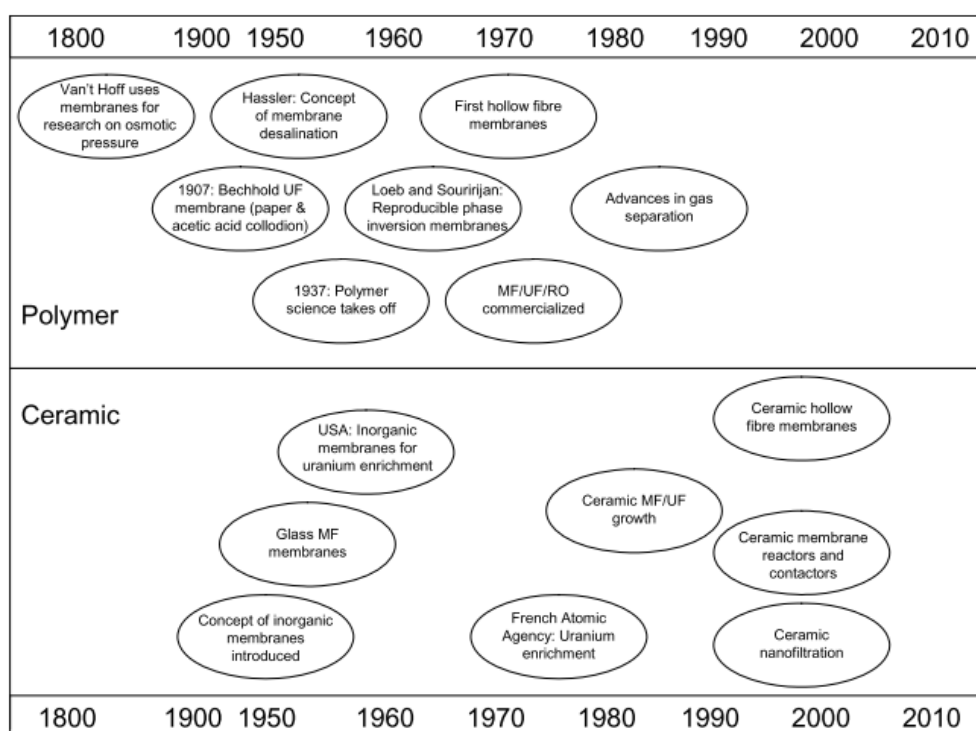 1800 1900 1950 1960 1970 1980 1990 2000 2010
Van't Hoff uses
membranes for
research on osmotic
pressure
Hassler: Concept
of membrane
desalination
First hollow fibre
membranes
1907: Bechhold UF
membrane (paper &
acetic acid collodion)
Loeb and Souririjan:
Reproducible phase
inversion membranes
Advances in gas
separation
1937: Polymer
science takes off
MF/UF/RO
commercialized
Polymer
Ceramic
Ceramic hollow
fibre membranes
USA: Inorganic
membranes for
uranium enrichment
Ceramic MF/UF
growth
Glass MF
membranes
Ceramic membrane
reactors and
contactors
Concept of inorganic
membranes
introduced
French Atomic
Agency: Uranium
enrichment
Ceramic
nanofiltration
1800 1900 1950 1960 1970 1980 1990 2000 2010